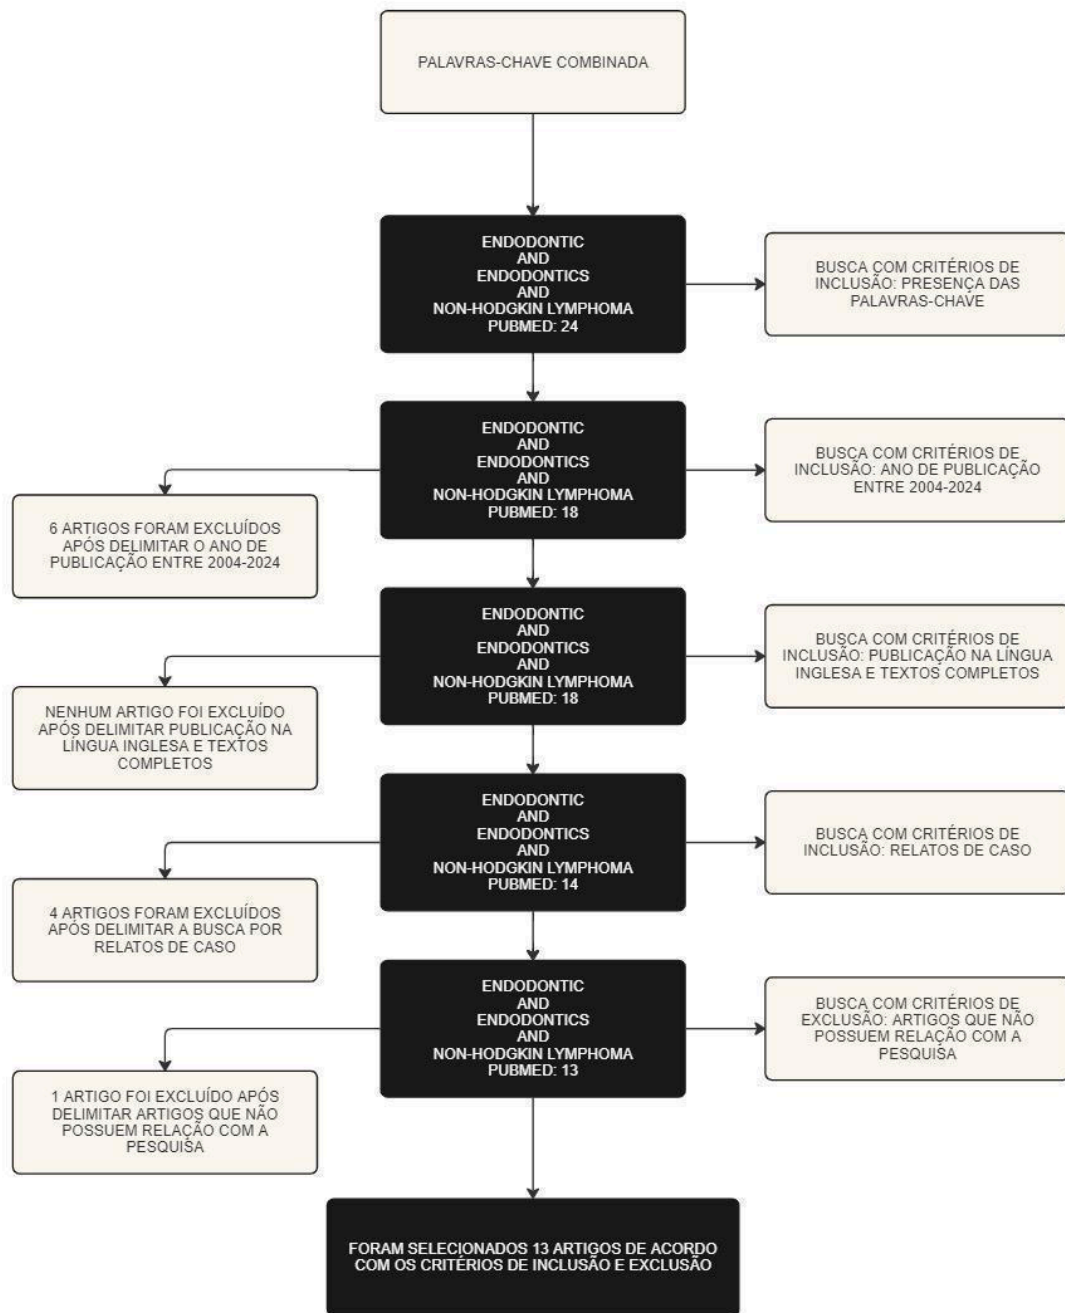 PALAVRAS-CHAVE COMBINADA
ENDODONTIC
AND
ENDODONTICS
AND
NON-HODGKIN LYMPHOMA
PUBMED: 24
BUSCA COM CRITÉRIOS DE
INCLUSÃO: PRESENÇA DAS
PALAVRAS-CHAVE
ENDODONTIC
AND
ENDODONTICS
AND
NON-HODGKIN LYMPHOMA
PUBMED: 18
BUSCA COM CRITÉRIOS DE
INCLUSÃO: ANO DE PUBLICAÇÃO
ENTRE 2004-2024
6 ARTIGOS FORAM EXCLUÍDOS
APÓS DELIMITAR O ANO DE
PUBLICAÇÃO ENTRE 2004-2024
ENDODONTIC
AND
ENDODONTICS
AND
NON-HODGKIN LYMPHOMA
PUBMED: 18
BUSCA COM CRITÉRIOS DE
INCLUSÃO: PUBLICAÇÃO NA LÍNGUA
INGLESA E TEXTOS COMPLETOS
NENHUM ARTIGO FOI EXCLUÍDO
APÓS DELIMITAR PUBLICAÇÃO NA
LÍNGUA INGLESA E TEXTOS
COMPLETOS
ENDODONTIC
AND
ENDODONTICS
AND
NON-HODGKIN LYMPHOMA
PUBMED: 14
BUSCA COM CRITÉRIOS DE
INCLUSÃO: RELATOS DE CASO
4 ARTIGOS FORAM EXCLUÍDOS
APÓS DELIMITAR A BUSCA POR
RELATOS DE CASO
ENDODONTIC
AND
ENDODONTICS
AND
NON-HODGKIN LYMPHOMA
PUBMED: 13
BUSCA COM CRITÉRIOS DE
EXCLUSÃO: ARTIGOS QUE NÃO
POSSUEM RELAÇÃO COM A
PESQUISA
1 ARTIGO FOI EXCLUÍDO APÓS
DELIMITAR ARTIGOS QUE NÃO
POSSUEM RELAÇÃO COM A
PESQUISA
FORAM SELECIONADOS 13 ARTIGOS DE ACORDO
COM OS CRITÉRIOS DE INCLUSÃO E EXCLUSÃO